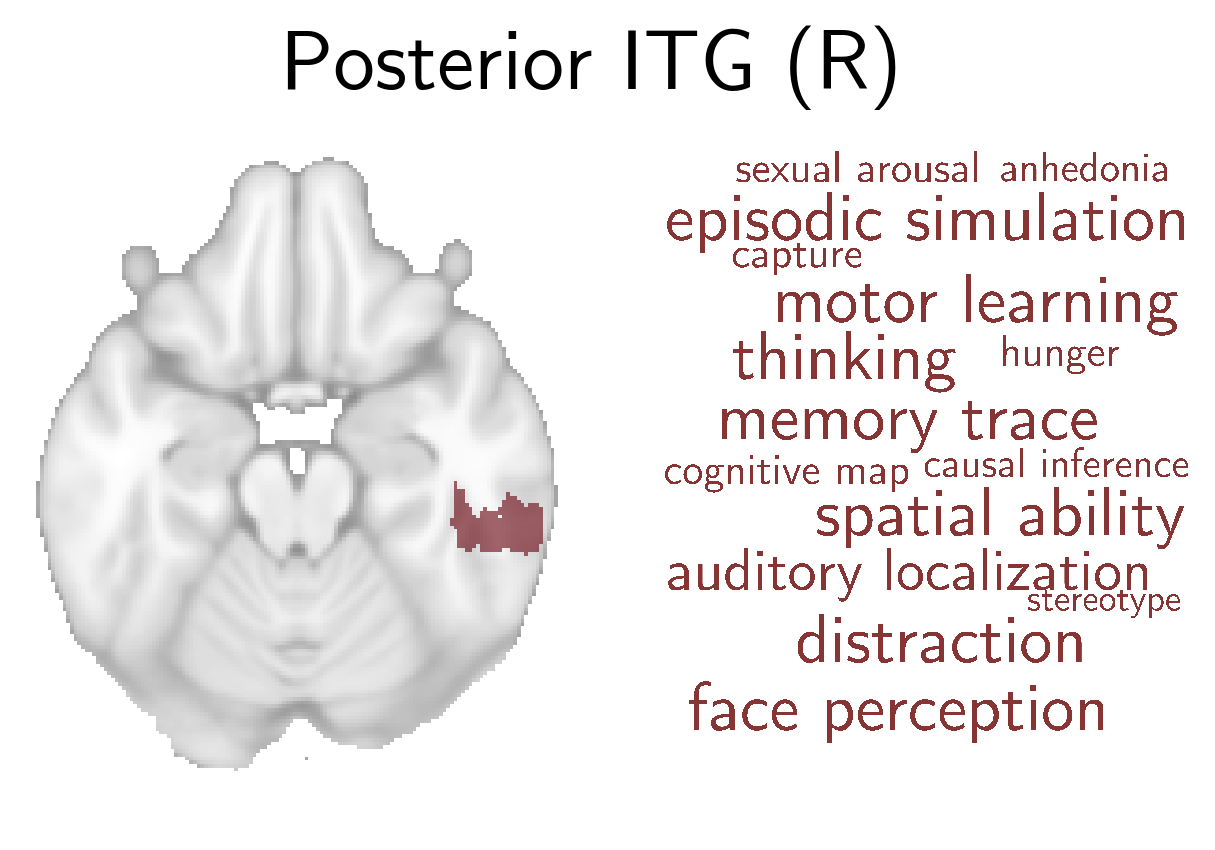 Posterior ITG (R)
sexual arousal anhedonia
episodic simulation
capture
motor learning
thinking hunger
memory trace
cognitive map causal inference
spatial ability
auditory localization
stereotype
distraction
face perception